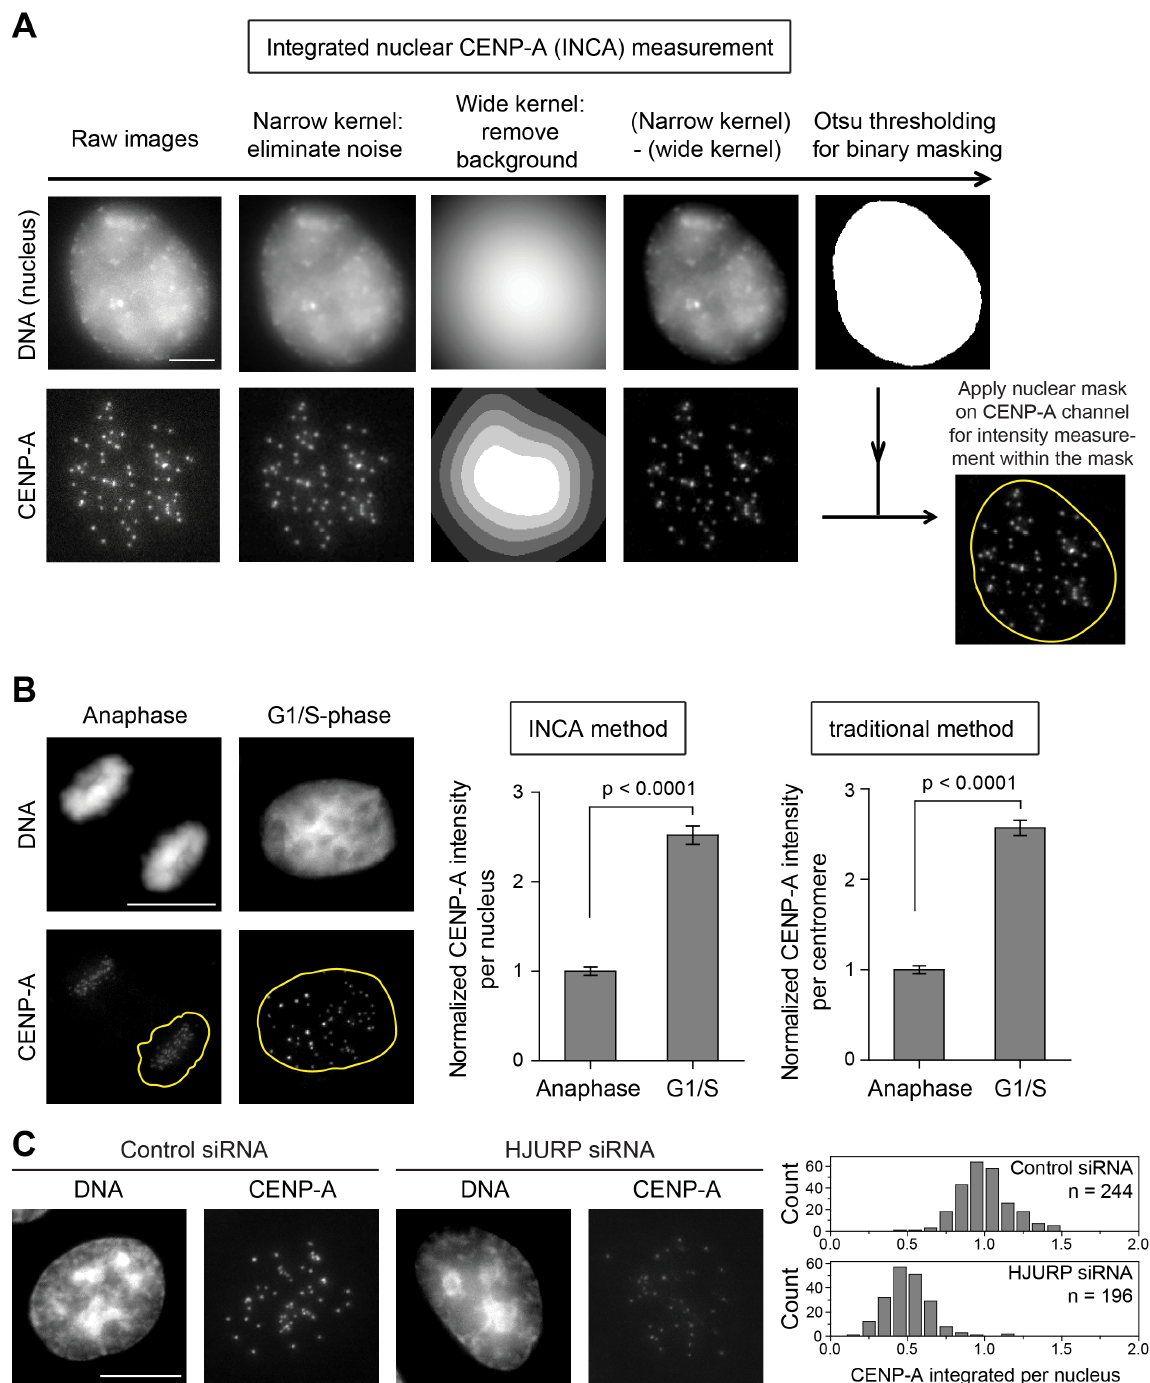 A
Integrated nuclear CENP-A (INCA) measurement
Raw images
Narrow kernel:
eliminate noise
Wide kernel:
remove
background
(Narrow kernel)
- (wide kernel)
Otsu thresholding
for binary masking
DNA (nucleus)
CENP-A
Apply nuclear mask
on CENP-A channel
for intensity measure-
ment within the mask
B
Anaphase
G1/S-phase
DNA
CENP-A
INCA method
Normalized CENP-A intensity
per nucleus
3
2
1
0
p < 0.0001
Anaphase
G1/S
traditional method
Normalized CENP-A intensity
per centromere
3
2
1
0
p < 0.0001
Anaphase
G1/S
C
Control siRNA
HJURP siRNA
DNA
CENP-A
DNA
CENP-A
Count
60
40
20
0
Control siRNA
n = 244
0.0 0.5 1.0 1.5 2.0
Count
60
40
20
0
HJURP siRNA
n = 196
0.0 0.5 1.0 1.5 2.0
CENP-A integrated per nucleus